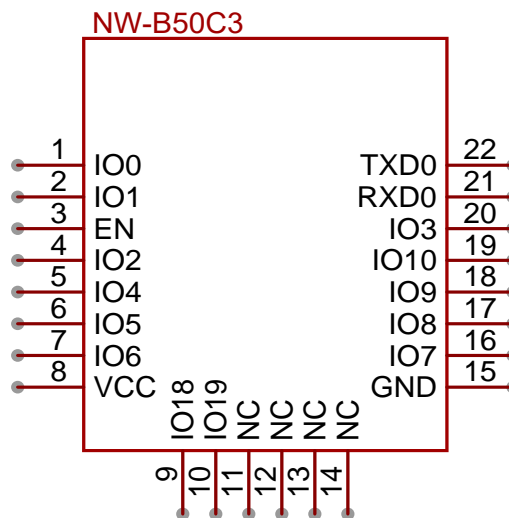 NW-B50C3
1 IO0 TXD0 22
2 IO1 RXD0 21
3 EN IO3 20
4 IO2 IO10 19
5 IO4 IO9 18
6 IO5 IO8 17
7 IO6 IO7 16
8 VCC GND 15
IO18 IO19 NC NC NC NC
9 10 11 12 13 14